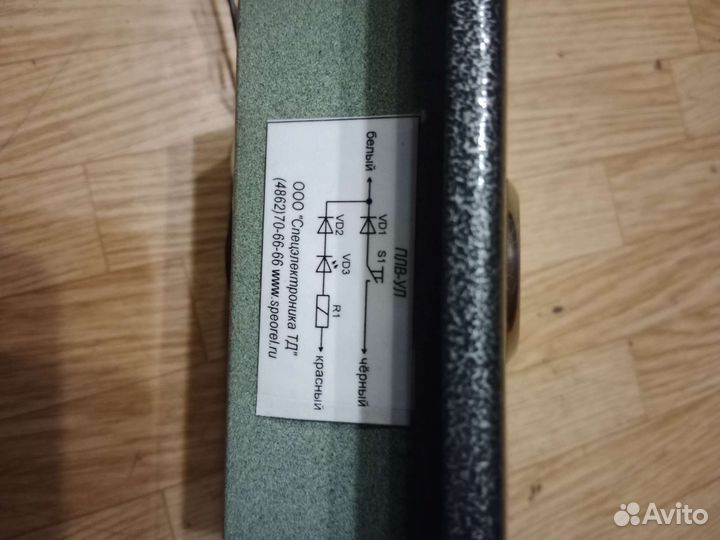 ПЛВ-УЛ
белый
VD1
S1
чёрный
VD2
VD3
R1
красный
ООО "Спецэлектроника ТД"
(4862)70-66-66 www.speorel.ru
Avito